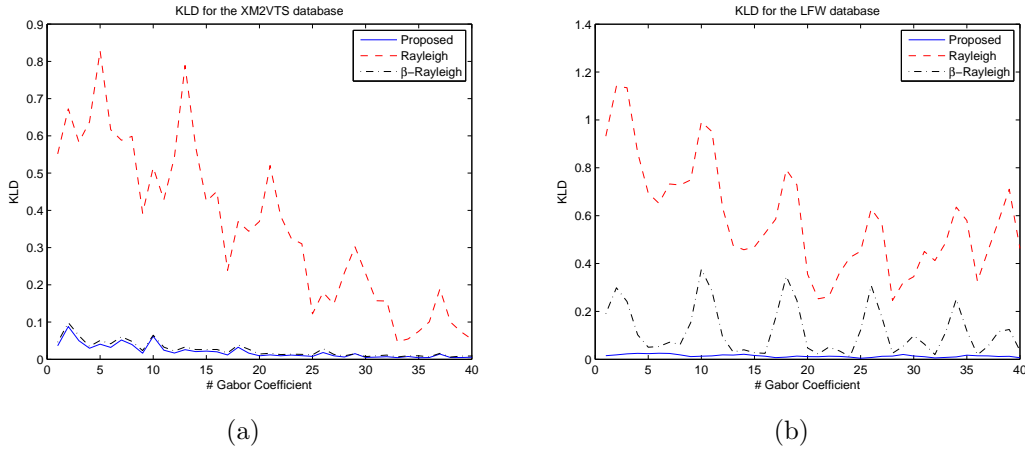 KLD for the XM2VTS database
0.9
0.8
0.7
0.6
0.5
0.4
0.3
0.2
0.1
0
KLD
0 5 10 15 20 25 30 35 40
# Gabor Coefficient
Proposed
Rayleigh
β−Rayleigh
(a)
KLD for the LFW database
1.4
1.2
1
0.8
0.6
0.4
0.2
0
KLD
0 5 10 15 20 25 30 35 40
# Gabor Coefficient
Proposed
Rayleigh
β−Rayleigh
(b)